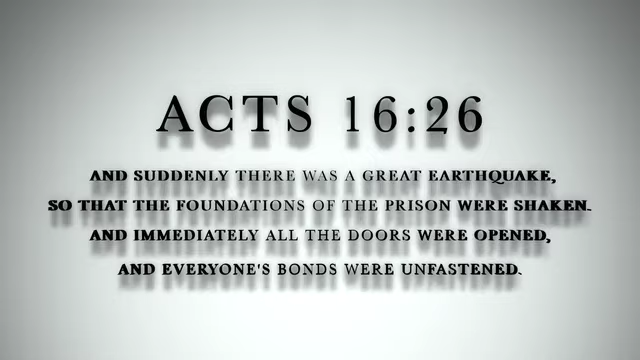 ACTS 16:26
AND SUDDENLY THERE WAS A GREAT EARTHQUAKE,
SO THAT THE FOUNDATIONS OF THE PRISON WERE SHAKEN.
AND IMMEDIATELY ALL THE DOORS WERE OPENED,
AND EVERYONE'S BONDS WERE UNFASTENED.